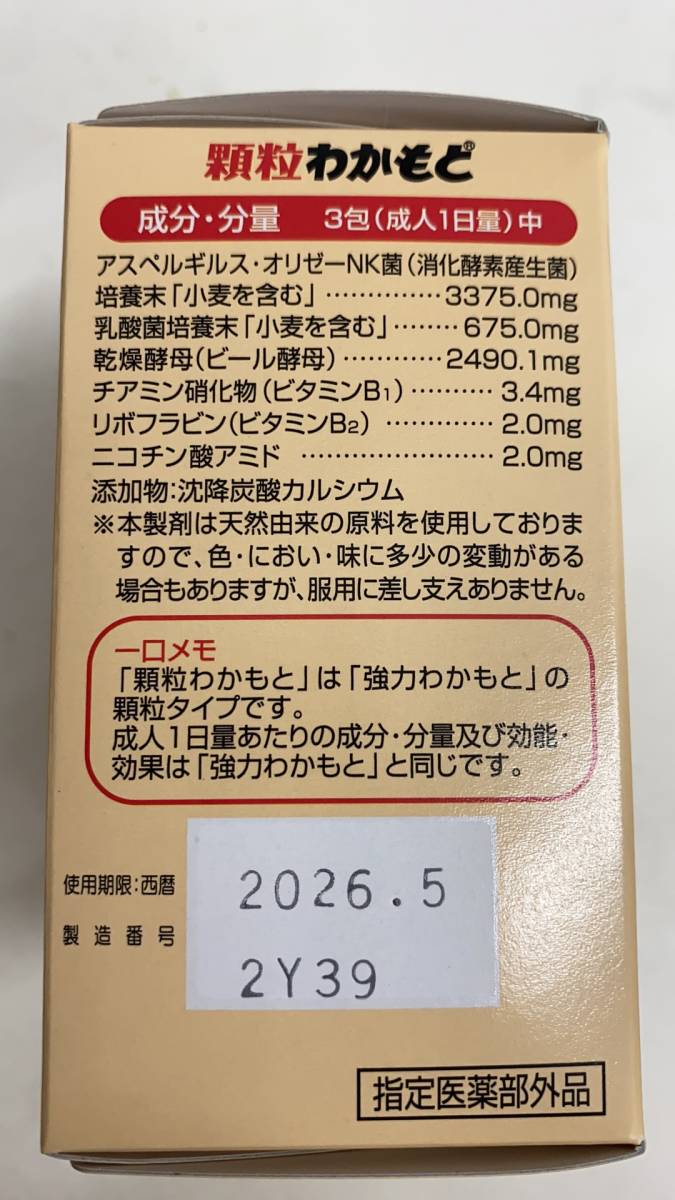 顆粒わかもと®
成分・分量 3包(成人1日量)中
アスペルギルス・オリゼーNK菌(消化酵素産生菌)
培養末「小麦を含む」 ‥‥‥‥‥3375.0mg
乳酸菌培養末「小麦を含む」‥‥‥675.0mg
乾燥酵母(ビール酵母)‥‥‥‥2490.1mg
チアミン硝化物(ビタミンB₁)‥‥‥‥3.4mg
リボフラビン(ビタミンB₂) ‥‥‥‥‥2.0mg
ニコチン酸アミド ‥‥‥‥‥‥‥‥2.0mg
添加物:沈降炭酸カルシウム
※本製剤は天然由来の原料を使用しておりま
すので、色・におい・味に多少の変動がある
場合もありますが、服用に差し支えありません。
一口メモ
「顆粒わかもと」は「強力わかもと」の
顆粒タイプです。
成人1日量あたりの成分・分量及び効能・
効果は「強力わかもと」と同じです。
使用期限:西暦 2026.5
製造番号 2Y39
指定医薬部外品